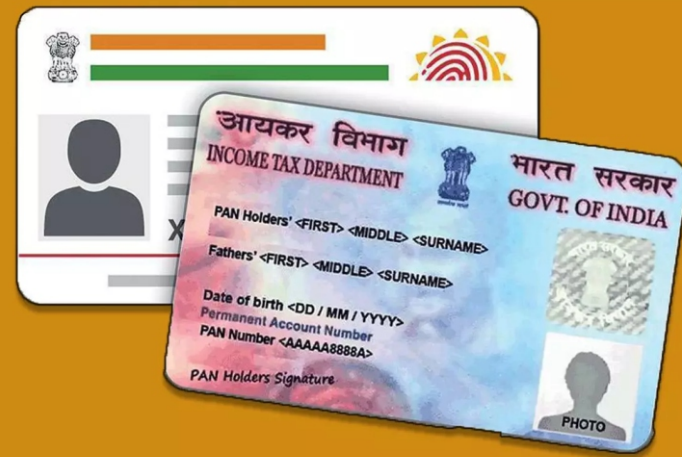 आयकर विभाग
INCOME TAX DEPARTMENT
भारत सरकार
GOVT. OF INDIA
PAN Holders' <FIRST> <MIDDLE> <SURNAME>
Fathers' <FIRST> <MIDDLE> <SURNAME>
Date of birth <DD / MM / YYYY>
Permanent Account Number
PAN Number <AAAAA8888A>
PAN Holders Signature
PHOTO
X